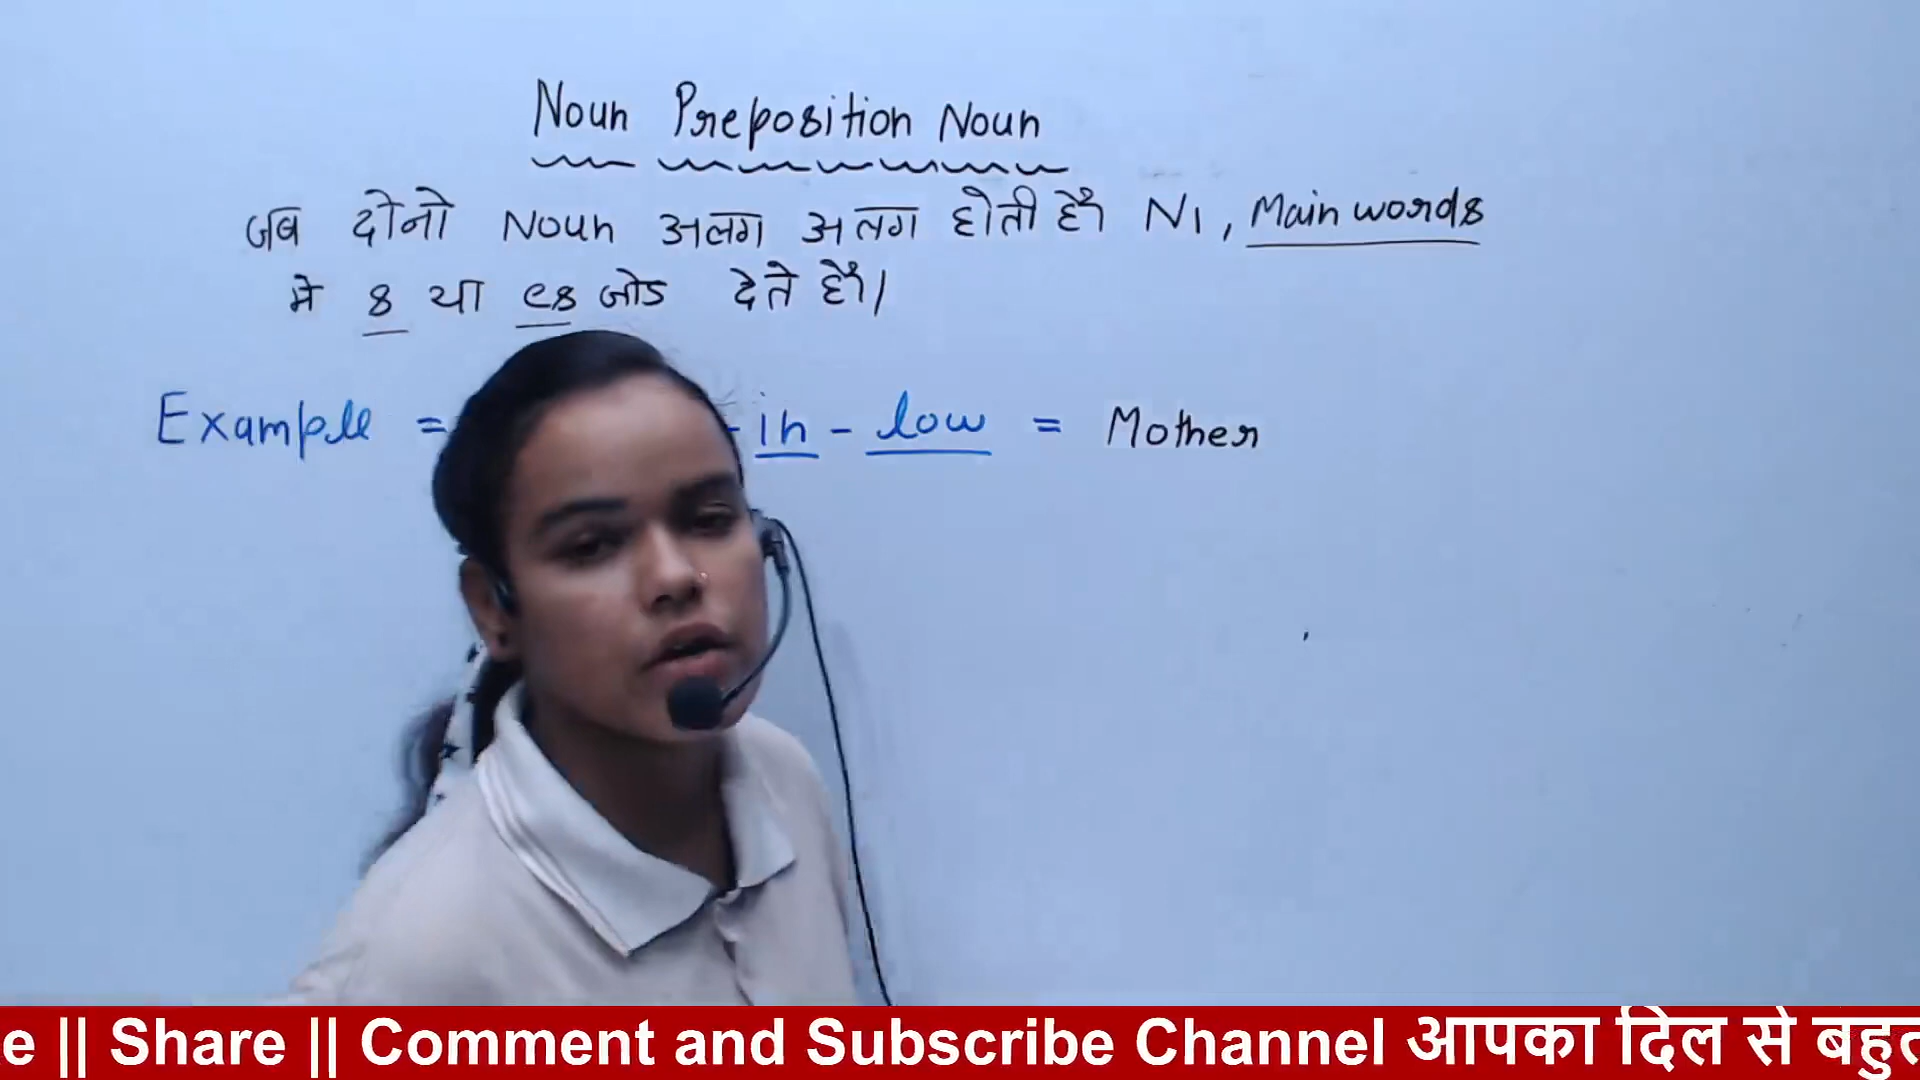 Noun Preposition Noun
जब दोनो Noun अलग अलग होती हैं N1, Main words
मे s या es जोड देते हैं।
Example = -in-low = Mother
e || Share || Comment and Subscribe Channel आपका दिल से बहुत